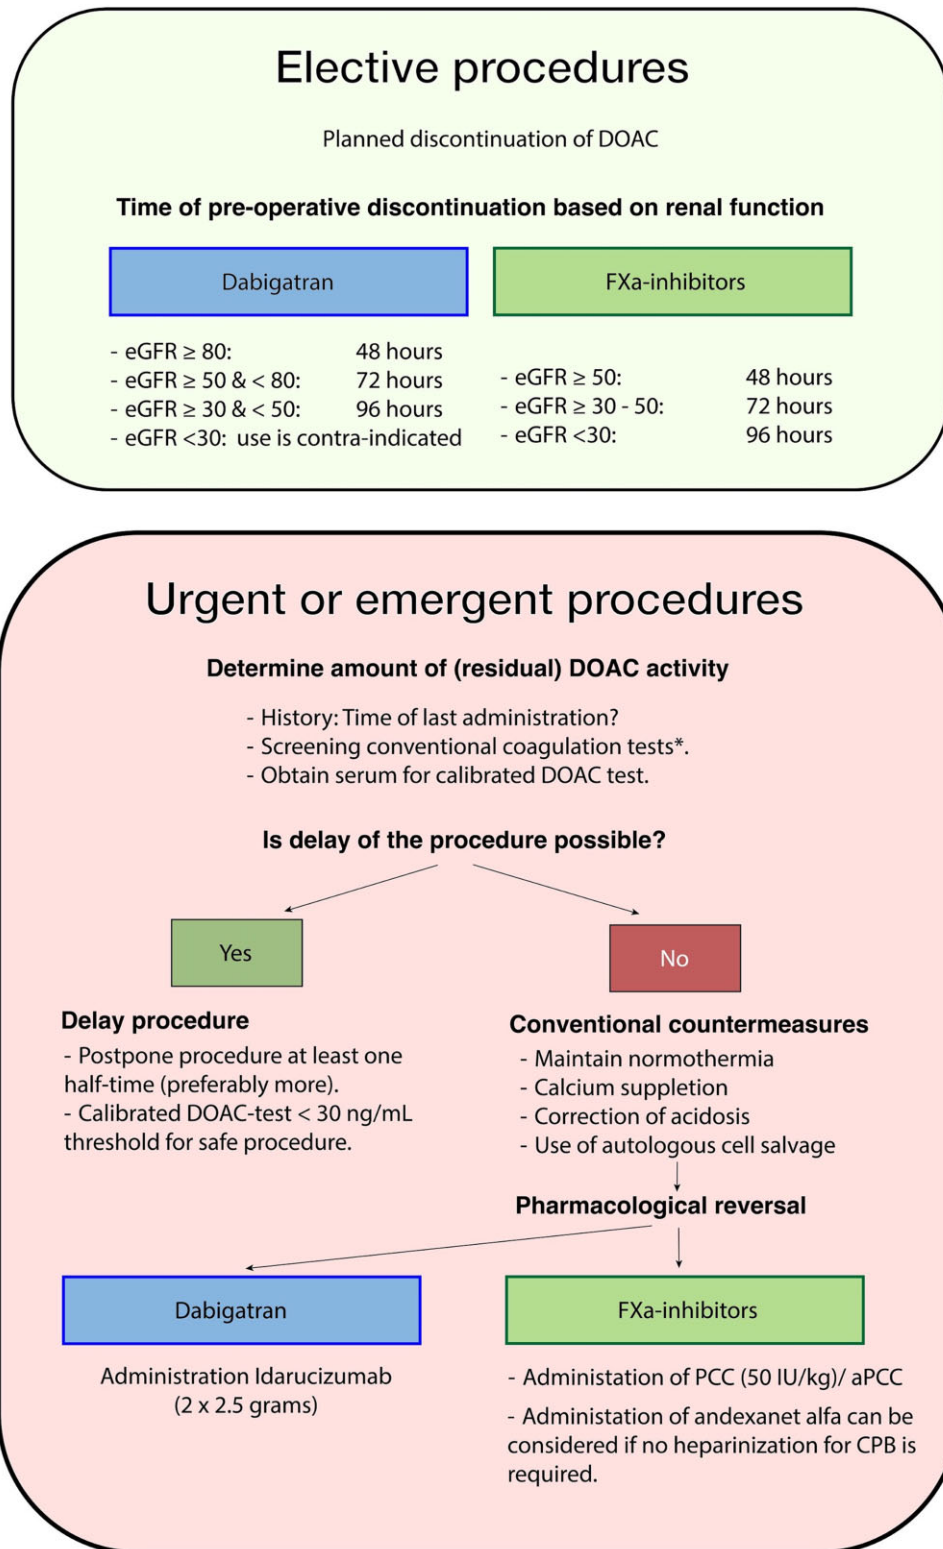 Elective procedures
Planned discontinuation of DOAC
Time of pre-operative discontinuation based on renal function
Dabigatran
- eGFR ≥ 80: 48 hours
- eGFR ≥ 50 & < 80: 72 hours
- eGFR ≥ 30 & < 50: 96 hours
- eGFR <30: use is contra-indicated
FXa-inhibitors
- eGFR ≥ 50: 48 hours
- eGFR ≥ 30 - 50: 72 hours
- eGFR <30: 96 hours
Urgent or emergent procedures
Determine amount of (residual) DOAC activity
- History: Time of last administration?
- Screening conventional coagulation tests*.
- Obtain serum for calibrated DOAC test.
Is delay of the procedure possible?
Yes
Delay procedure
- Postpone procedure at least one
half-time (preferably more).
- Calibrated DOAC-test < 30 ng/mL
threshold for safe procedure.
No
Conventional countermeasures
- Maintain normothermia
- Calcium suppletion
- Correction of acidosis
- Use of autologous cell salvage
Pharmacological reversal
Dabigatran
Administration Idarucizumab
(2 x 2.5 grams)
FXa-inhibitors
- Administation of PCC (50 IU/kg)/ aPCC
- Administation of andexanet alfa can be
considered if no heparinization for CPB is
required.